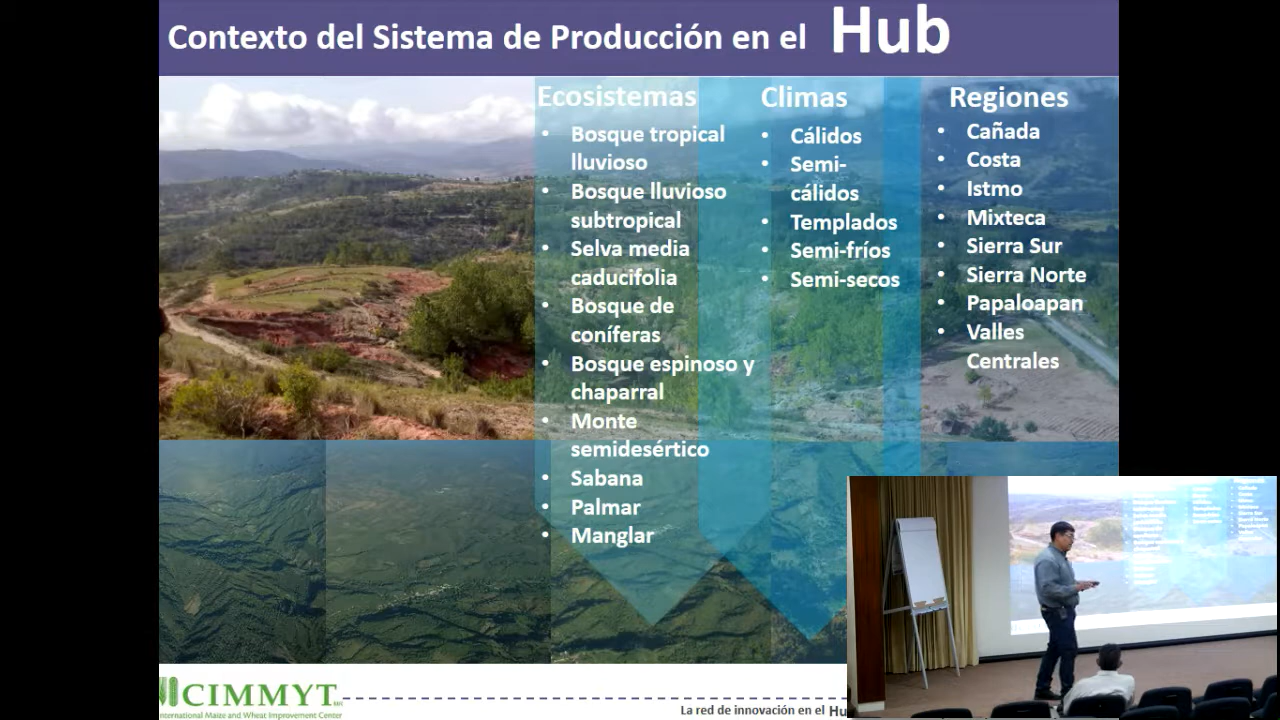 Contexto del Sistema de Producción en el Hub
Ecosistemas
• Bosque tropical
lluvioso
• Bosque lluvioso
subtropical
• Selva media
caducifolia
• Bosque de
coníferas
• Bosque espinoso y
chaparral
• Monte
semidesértico
• Sabana
• Palmar
• Manglar
Climas
• Cálidos
• Semi-
cálidos
• Templados
• Semi-fríos
• Semi-secos
Regiones
• Cañada
• Costa
• Istmo
• Mixteca
• Sierra Sur
• Sierra Norte
• Papaloapan
• Valles
Centrales
CIMMYT
International Maize and Wheat Improvement Center
La red de innovación en el Hu